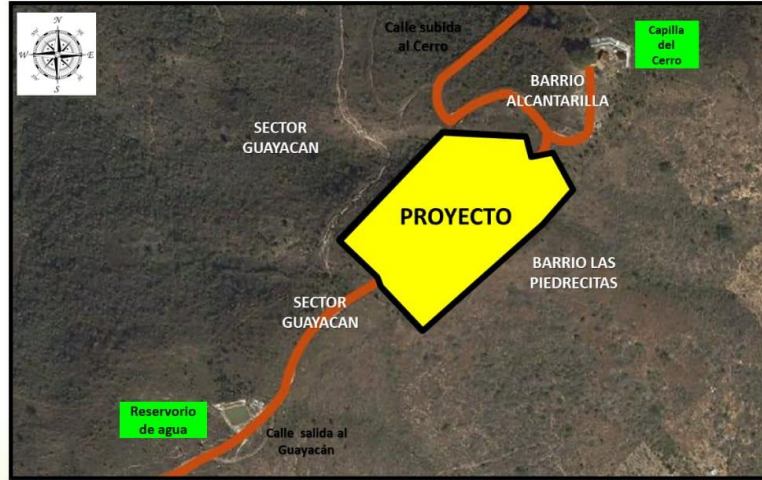 N
W
E
S
Calle subida
al Cerro
Capilla
del
Cerro
BARRIO
ALCANTARILLA
SECTOR
GUAYACAN
PROYECTO
BARRIO LAS
PIEDRECITAS
SECTOR
GUAYACAN
Reservorio
de agua
Calle salida al
Guayacán